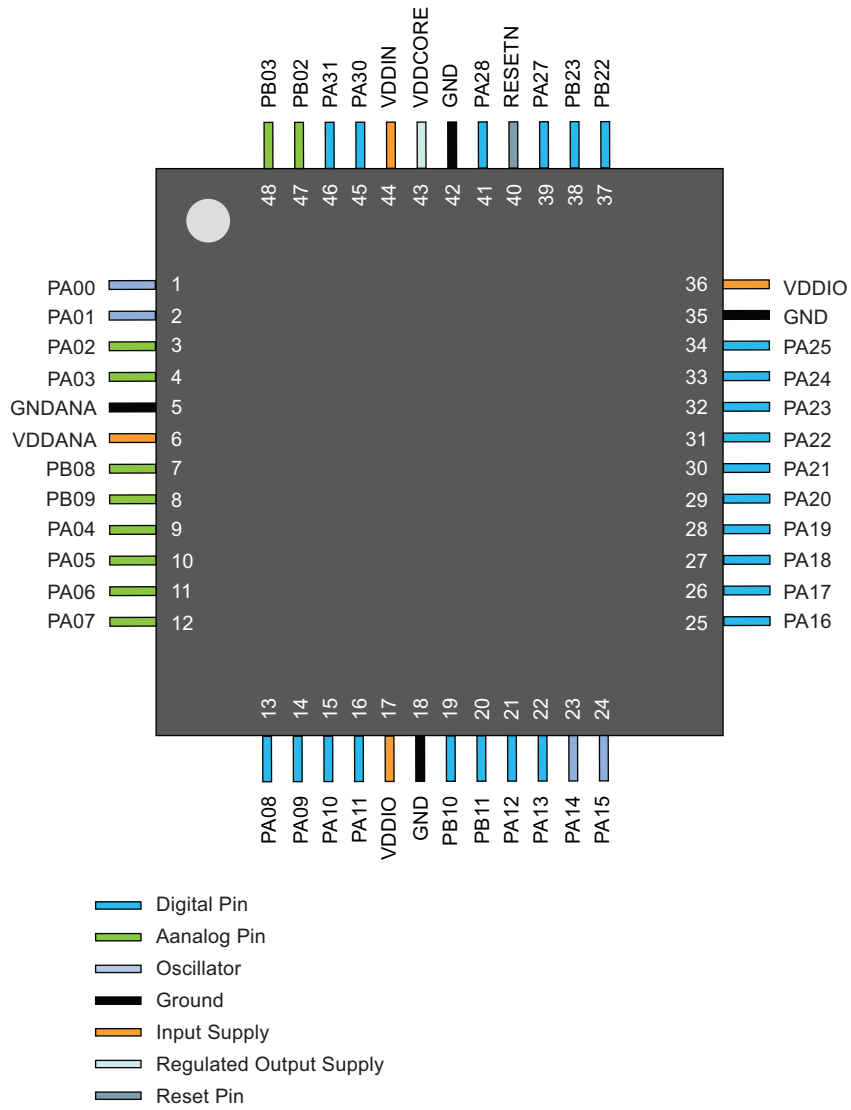 PB03
PB02
PA31
PA30
VDDIN
VDDCORE
GND
PA28
RESETN
PA27
PB23
PB22
48
47
46
45
44
43
42
41
40
39
38
37
PA00 1
PA01 2
PA02 3
PA03 4
GNDANA 5
VDDANA 6
PB08 7
PB09 8
PA04 9
PA05 10
PA06 11
PA07 12
36 VDDIO
35 GND
34 PA25
33 PA24
32 PA23
31 PA22
30 PA21
29 PA20
28 PA19
27 PA18
26 PA17
25 PA16
13
14
15
16
17
18
19
20
21
22
23
24
PA08
PA09
PA10
PA11
VDDIO
GND
PB10
PB11
PA12
PA13
PA14
PA15
Digital Pin
Aanalog Pin
Oscillator
Ground
Input Supply
Regulated Output Supply
Reset Pin